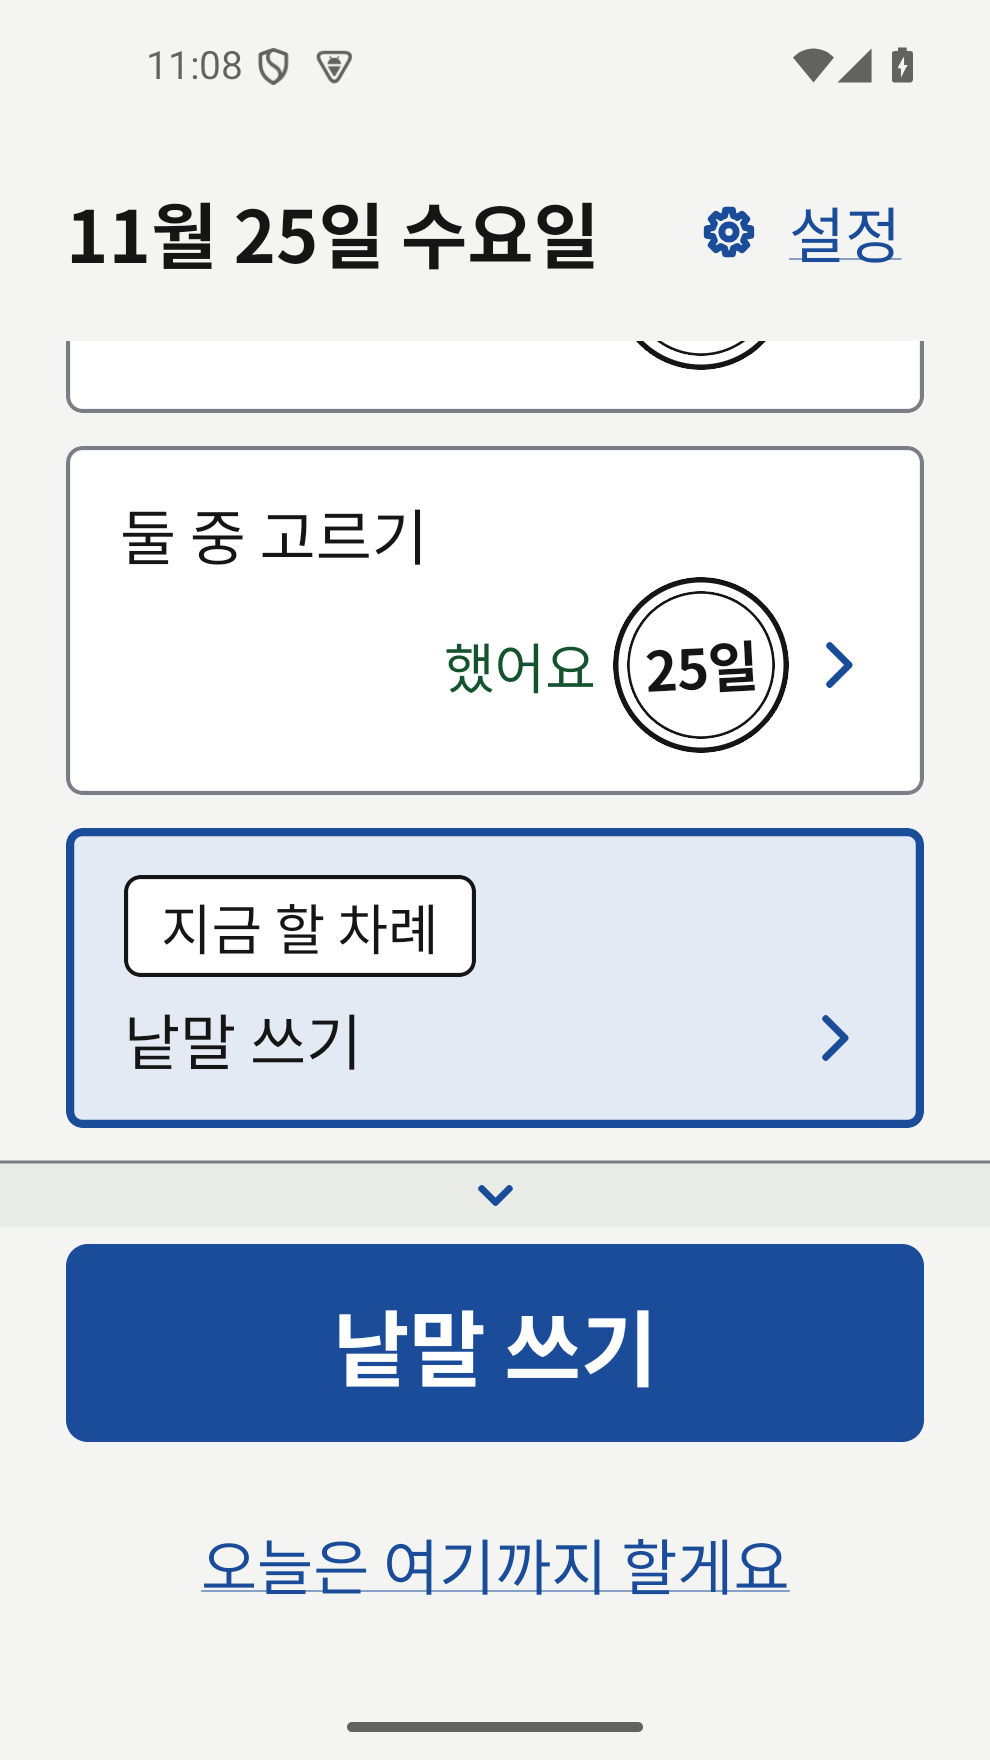 11:08
11월 25일 수요일
설정
둘 중 고르기
했어요
25일
지금 할 차례
낱말 쓰기
낱말 쓰기
오늘은 여기까지 할게요